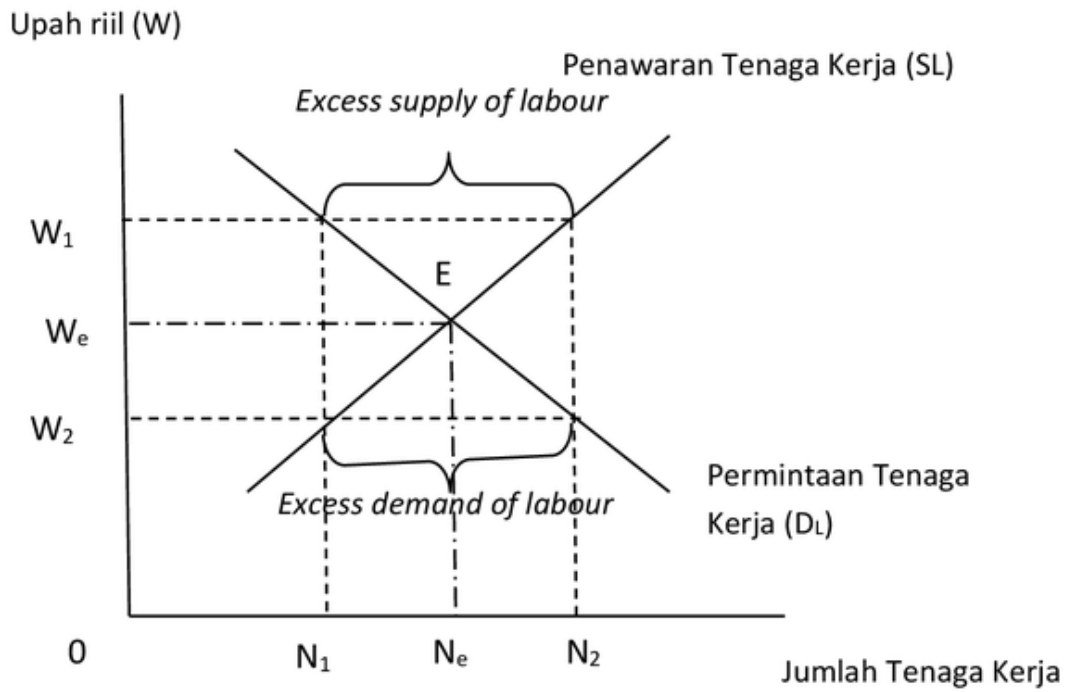 Upah riil (W)
Penawaran Tenaga Kerja (SL)
Excess supply of labour
W₁
E
Wₑ
W₂
Permintaan Tenaga
Kerja (Dʟ)
Excess demand of labour
0
N₁
Nₑ
N₂
Jumlah Tenaga Kerja